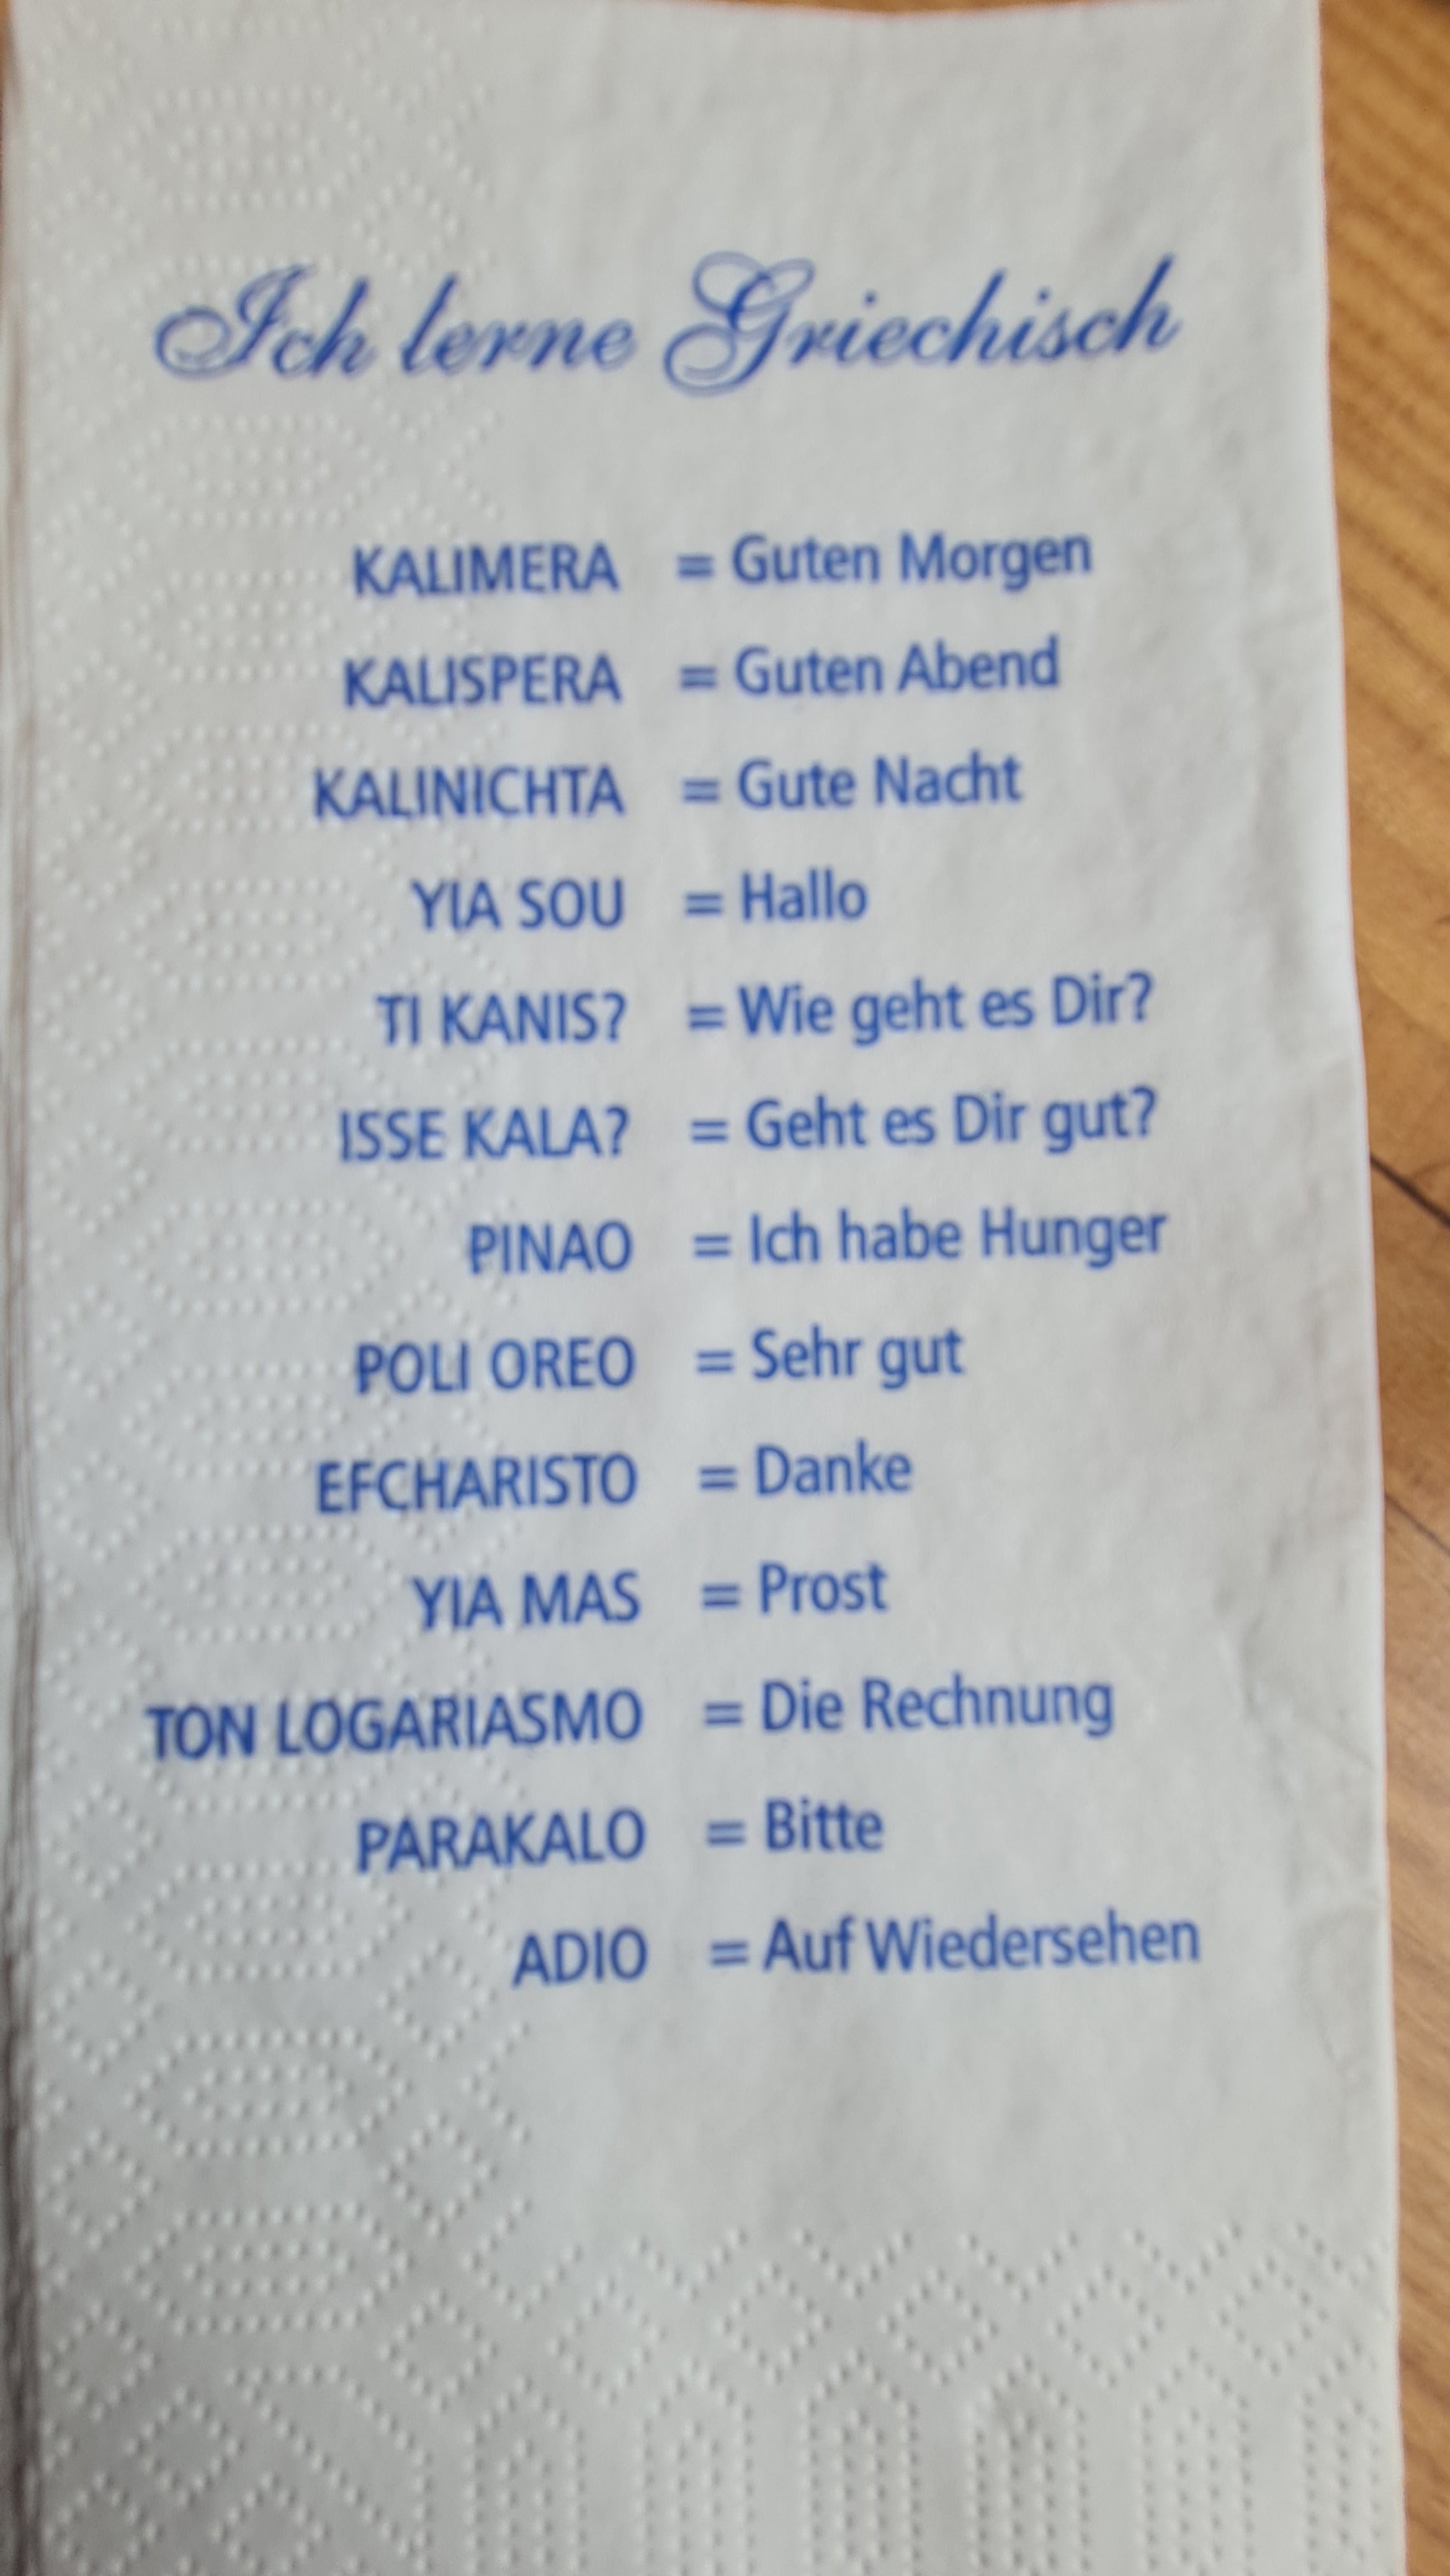 Ich lerne Griechisch
KALIMERA = Guten Morgen
KALISPERA = Guten Abend
KALINICHTA = Gute Nacht
YIA SOU = Hallo
TI KANIS? = Wie geht es Dir?
ISSE KALA? = Geht es Dir gut?
PINAO = Ich habe Hunger
POLI OREO = Sehr gut
EFCHARISTO = Danke
YIA MAS = Prost
TON LOGARIASMO = Die Rechnung
PARAKALO = Bitte
ADIO = Auf Wiedersehen